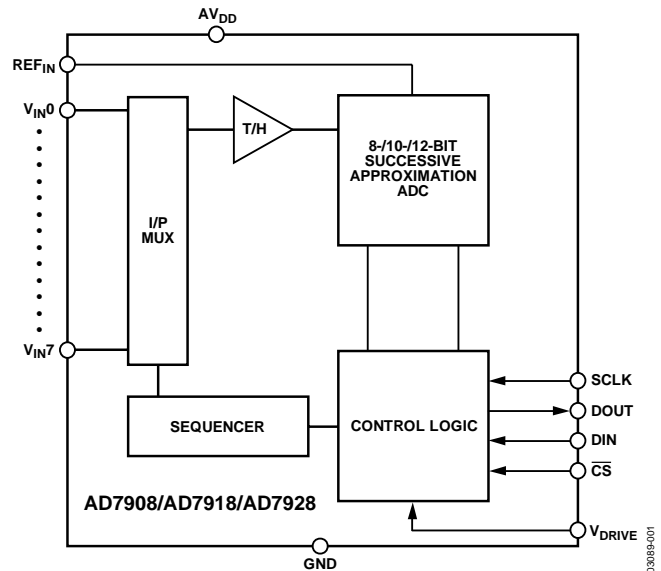 AVDD
REFIN
VIN0
T/H
8-/10-/12-BIT
SUCCESSIVE
APPROXIMATION
ADC
I/P
MUX
VIN7
SEQUENCER
CONTROL LOGIC
SCLK
DOUT
DIN
CS
VDRIVE
AD7908/AD7918/AD7928
GND
03089-001